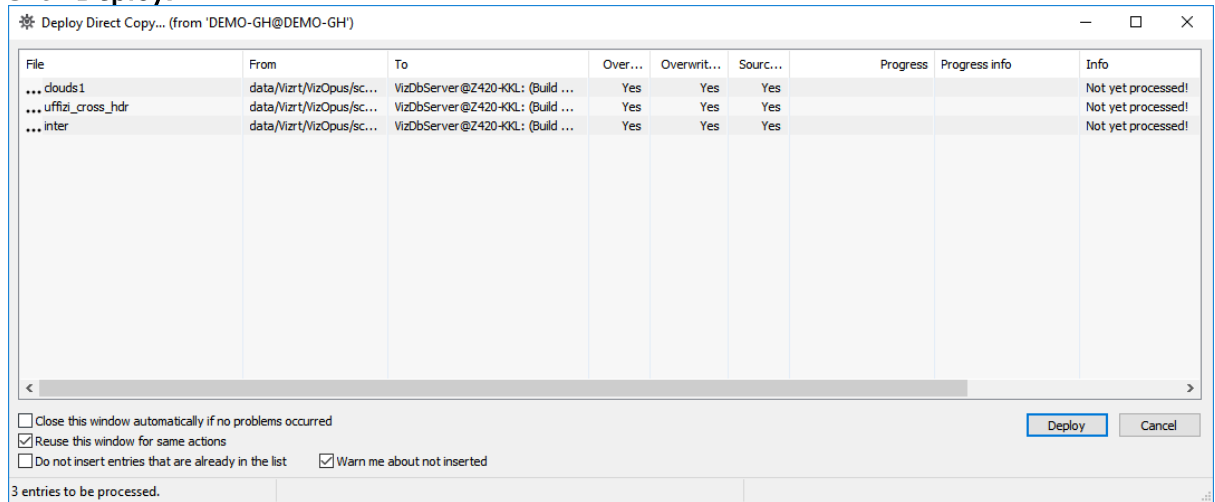 Deploy Direct Copy... (from 'DEMO-GH@DEMO-GH')
File From To Over... Overwrit... Sourc... Progress Progress info Info
... clouds1 data/Vizrt/VizOpus/sc... VizDbServer@Z420-KKL: (Build ... Yes Yes Yes Not yet processed!
... uffizi_cross_hdr data/Vizrt/VizOpus/sc... VizDbServer@Z420-KKL: (Build ... Yes Yes Yes Not yet processed!
... inter data/Vizrt/VizOpus/sc... VizDbServer@Z420-KKL: (Build ... Yes Yes Yes Not yet processed!
Close this window automatically if no problems occurred
Deploy Cancel
Reuse this window for same actions
Do not insert entries that are already in the list Warn me about not inserted
3 entries to be processed.